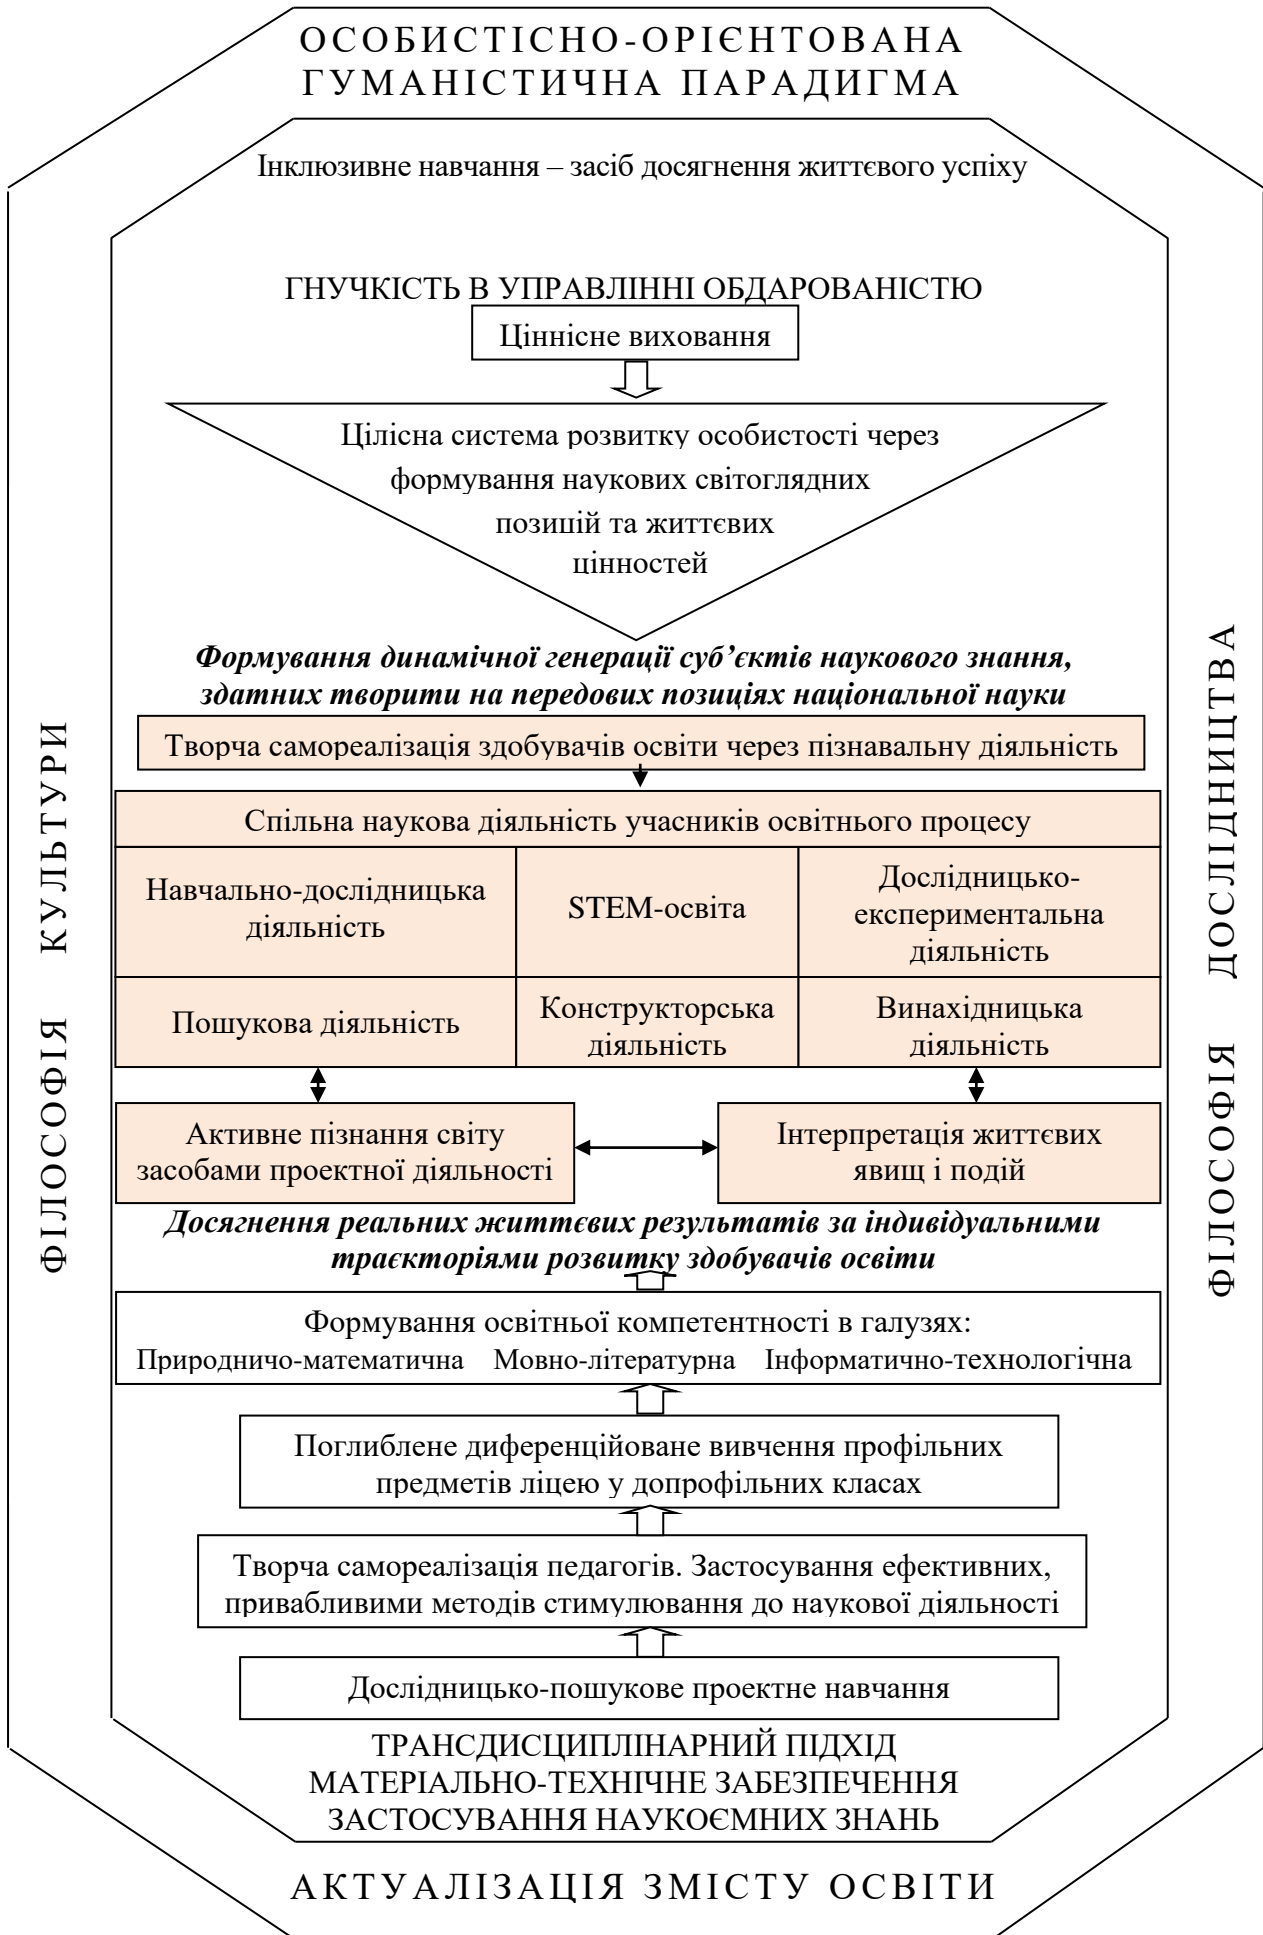 ОСОБИСТІСНО-ОРІЄНТОВАНА
ГУМАНІСТИЧНА ПАРАДИГМА
Інклюзивне навчання – засіб досягнення життєвого успіху
ГНУЧКІСТЬ В УПРАВЛІННІ ОБДАРОВАНІСТЮ
Ціннісне виховання
Цілісна система розвитку особистості через
формування наукових світоглядних
позицій та життєвих
цінностей
Формування динамічної генерації суб’єктів наукового знання,
здатних творити на передових позиціях національної науки
Творча самореалізація здобувачів освіти через пізнавальну діяльність
Спільна наукова діяльність учасників освітнього процесу
Навчально-дослідницька
діяльність
STEM-освіта
Дослідницько-
експериментальна
діяльність
Пошукова діяльність
Конструкторська
діяльність
Винахідницька
діяльність
Активне пізнання світу
засобами проектної діяльності
Інтерпретація життєвих
явищ і подій
Досягнення реальних життєвих результатів за індивідуальними
траєкторіями розвитку здобувачів освіти
Формування освітньої компетентності в галузях:
Природничо-математична Мовно-літературна Інформатично-технологічна
Поглиблене диференційоване вивчення профільних
предметів ліцею у допрофільних класах
Творча самореалізація педагогів. Застосування ефективних,
привабливими методів стимулювання до наукової діяльності
Дослідницько-пошукове проектне навчання
ТРАНСДИСЦИПЛІНАРНИЙ ПІДХІД
МАТЕРІАЛЬНО-ТЕХНІЧНЕ ЗАБЕЗПЕЧЕННЯ
ЗАСТОСУВАННЯ НАУКОЄМНИХ ЗНАНЬ
АКТУАЛІЗАЦІЯ ЗМІСТУ ОСВІТИ
ФІЛОСОФІЯ КУЛЬТУРИ
ФІЛОСОФІЯ ДОСЛІДНИЦТВА